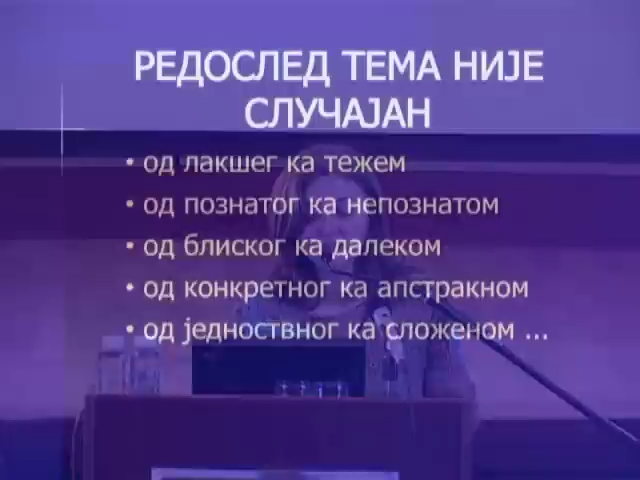 РЕДОСЛЕД ТЕМА НИЈЕ
СЛУЧАЈАН
• од лакшег ка тежем
• од познатог ка непознатом
• од блиског ка далеком
• од конкретног ка апстракном
• од једноствног ка сложеном ...